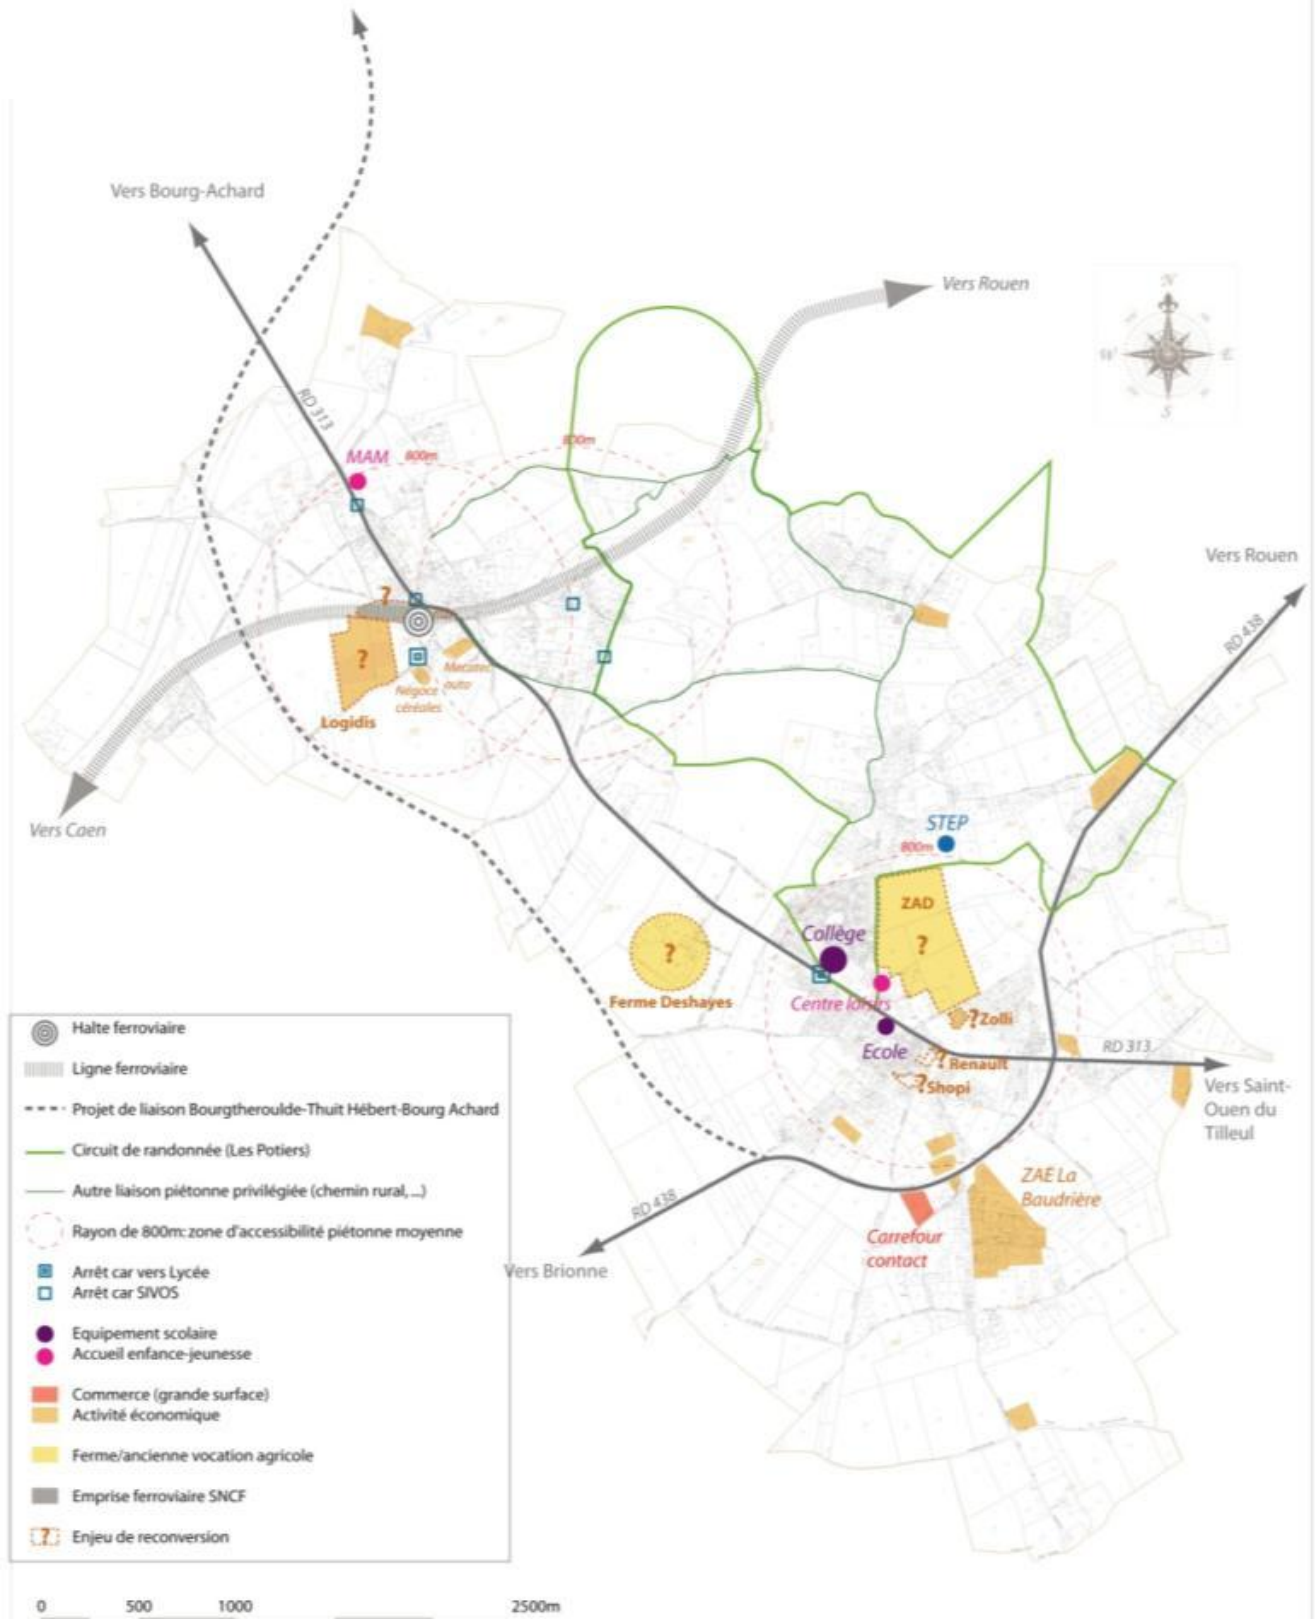 Vers Bourg-Achard
Vers Rouen
N
W
E
S
RD 313
MAM
800m
800m
Vers Rouen
RD 438
?
?
Mecatec
auto
Négoce
céréales
Logidis
Vers Caen
STEP
800m
ZAD
?
Collège
?
Ferme Deshayes
Centre loisirs
?Zolli
Ecole
?
Renault
?Shopi
RD 313
Vers Saint-
Ouen du
Tilleul
ZAE La
Baudrière
RD 438
Carrefour
contact
Vers Brionne
Halte ferroviaire
Ligne ferroviaire
Projet de liaison Bourgtheroulde-Thuit Hébert-Bourg Achard
Circuit de randonnée (Les Potiers)
Autre liaison piétonne privilégiée (chemin rural, ...)
Rayon de 800m: zone d'accessibilité piétonne moyenne
Arrêt car vers Lycée
Arrêt car SIVOS
Equipement scolaire
Accueil enfance-jeunesse
Commerce (grande surface)
Activité économique
Ferme/ancienne vocation agricole
Emprise ferroviaire SNCF
? Enjeu de reconversion
0 500 1000 2500m